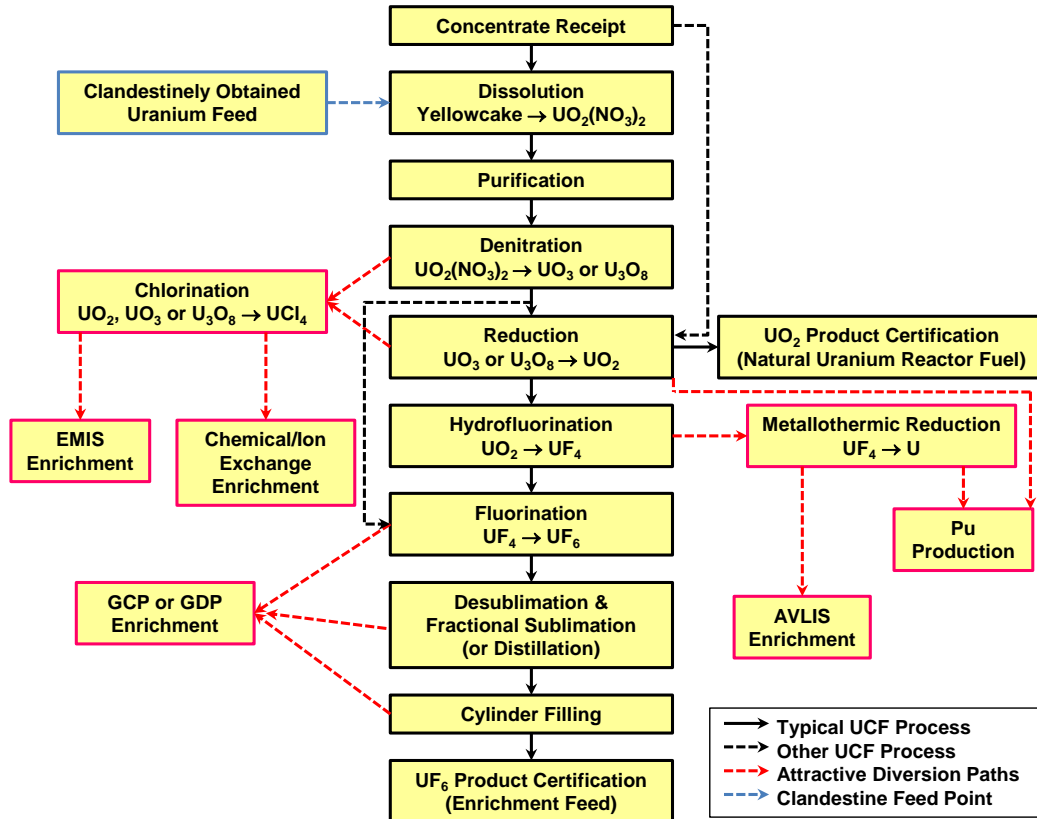 Concentrate Receipt
Clandestinely Obtained
Uranium Feed
Dissolution
Yellowcake → UO₂(NO₃)₂
Purification
Denitration
UO₂(NO₃)₂ → UO₃ or U₃O₈
Chlorination
UO₂, UO₃ or U₃O₈ → UCl₄
Reduction
UO₃ or U₃O₈ → UO₂
UO₂ Product Certification
(Natural Uranium Reactor Fuel)
EMIS
Enrichment
Chemical/Ion
Exchange
Enrichment
Hydrofluorination
UO₂ → UF₄
Metallothermic Reduction
UF₄ → U
Fluorination
UF₄ → UF₆
Pu
Production
GCP or GDP
Enrichment
Desublimation &
Fractional Sublimation
(or Distillation)
AVLIS
Enrichment
Cylinder Filling
UF₆ Product Certification
(Enrichment Feed)
Typical UCF Process
Other UCF Process
Attractive Diversion Paths
Clandestine Feed Point